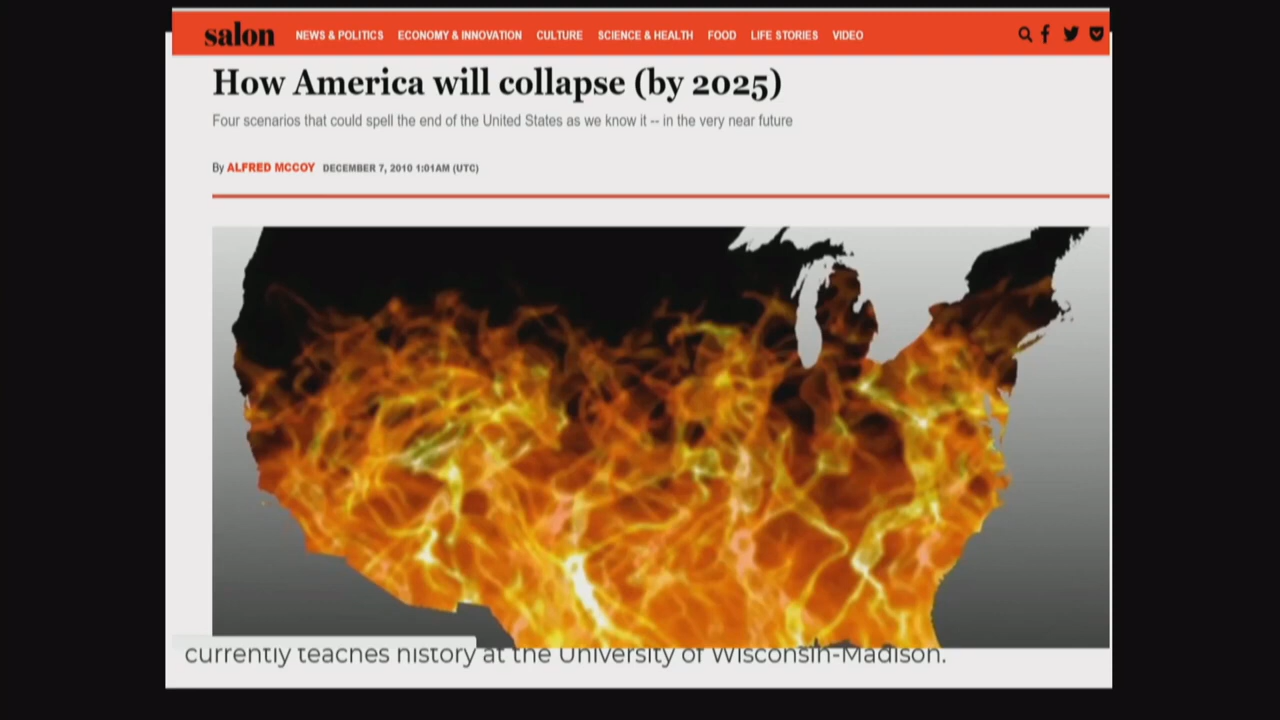 salon NEWS & POLITICS ECONOMY & INNOVATION CULTURE SCIENCE & HEALTH FOOD LIFE STORIES VIDEO
How America will collapse (by 2025)
Four scenarios that could spell the end of the United States as we know it -- in the very near future
By ALFRED MCCOY DECEMBER 7, 2010 1:01AM (UTC)
currently teaches history at the University of Wisconsin-Madison.